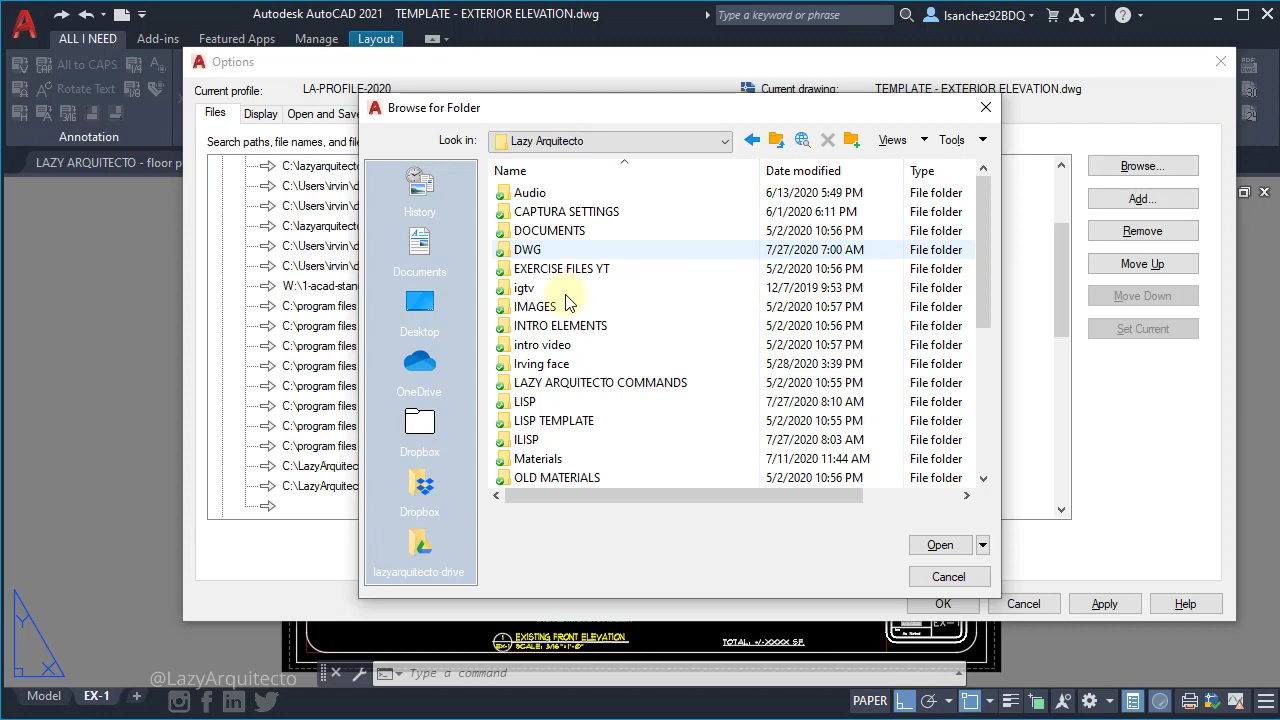 Autodesk AutoCAD 2021 TEMPLATE - EXTERIOR ELEVATION.dwg
Type a keyword or phrase
lsanchez92BDQ
ALL I NEED
Add-ins
Featured Apps
Manage
Layout
All to CAPS
Rotate Text
Annotation
LAZY ARQUITECTO - floor p
Options
Current profile:
LA-PROFILE-2020
Current drawing:
TEMPLATE - EXTERIOR ELEVATION.dwg
Files
Display
Open and Save
Search paths, file names,
C:\lazyarquitecto
C:\Users\irvin\d
C:\Users\irvin\d
C:\lazyarquitecto
C:\Users\irvin\d
C:\Users\irvin\d
W:\1-acad-stan
C:\program files
C:\program files
C:\program files
C:\program files
C:\program files
C:\program files
C:\program files
C:\program files
C:\LazyArquitecto
C:\LazyArquitecto
Browse...
Add...
Remove
Move Up
Move Down
Set Current
OK
Cancel
Apply
Help
Browse for Folder
Look in:
Lazy Arquitecto
Views
Tools
History
Documents
Desktop
OneDrive
Dropbox
Dropbox
lazyarquitecto-drive
Name Date modified Type
Audio 6/13/2020 5:49 PM File folder
CAPTURA SETTINGS 6/1/2020 6:11 PM File folder
DOCUMENTS 5/2/2020 10:56 PM File folder
DWG 7/27/2020 7:00 AM File folder
EXERCISE FILES YT 5/2/2020 10:56 PM File folder
igtv 12/7/2019 9:53 PM File folder
IMAGES 5/2/2020 10:57 PM File folder
INTRO ELEMENTS 5/2/2020 10:56 PM File folder
intro video 5/2/2020 10:57 PM File folder
Irving face 5/28/2020 3:39 PM File folder
LAZY ARQUITECTO COMMANDS 5/2/2020 10:55 PM File folder
LISP 7/27/2020 8:10 AM File folder
LISP TEMPLATE 5/2/2020 10:55 PM File folder
ILISP 7/27/2020 8:03 AM File folder
Materials 7/11/2020 11:44 AM File folder
OLD MATERIALS 5/2/2020 10:56 PM File folder
Open
Cancel
EXISTING FRONT ELEVATION
SCALE: 3/16"=1'-0"
TOTAL: +/-XXXX S.F.
As Noted
EX-1
Y
X
Type a command
@LazyArquitecto
Model
EX-1
PAPER